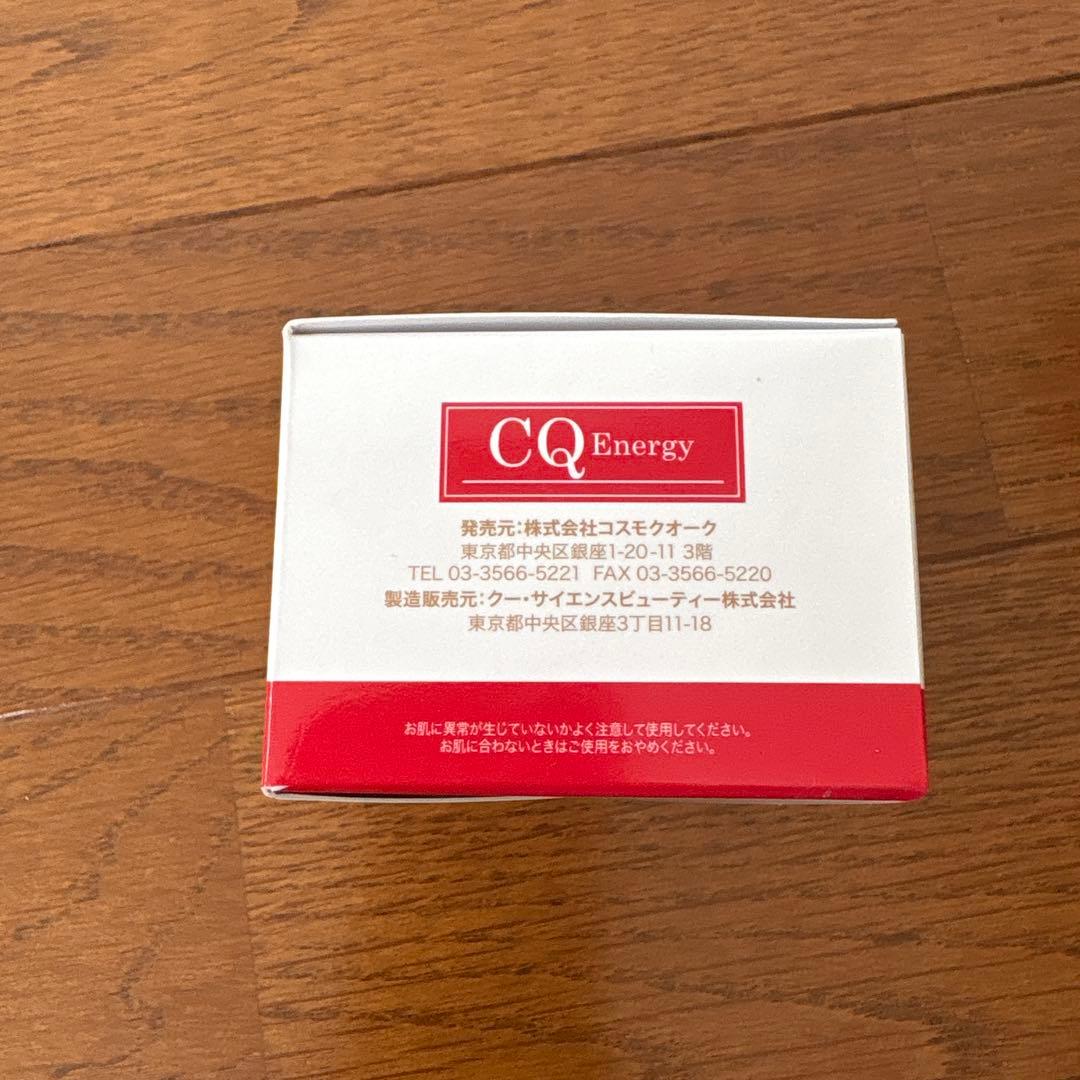 CQ Energy
発売元:株式会社コスモクオーク
東京都中央区銀座1-20-11 3階
TEL 03-3566-5221 FAX 03-3566-5220
製造販売元:クー・サイエンスビューティー株式会社
東京都中央区銀座3丁目11-18
お肌に異常が生じていないかよく注意して使用してください。
お肌に合わないときはご使用をおやめください。